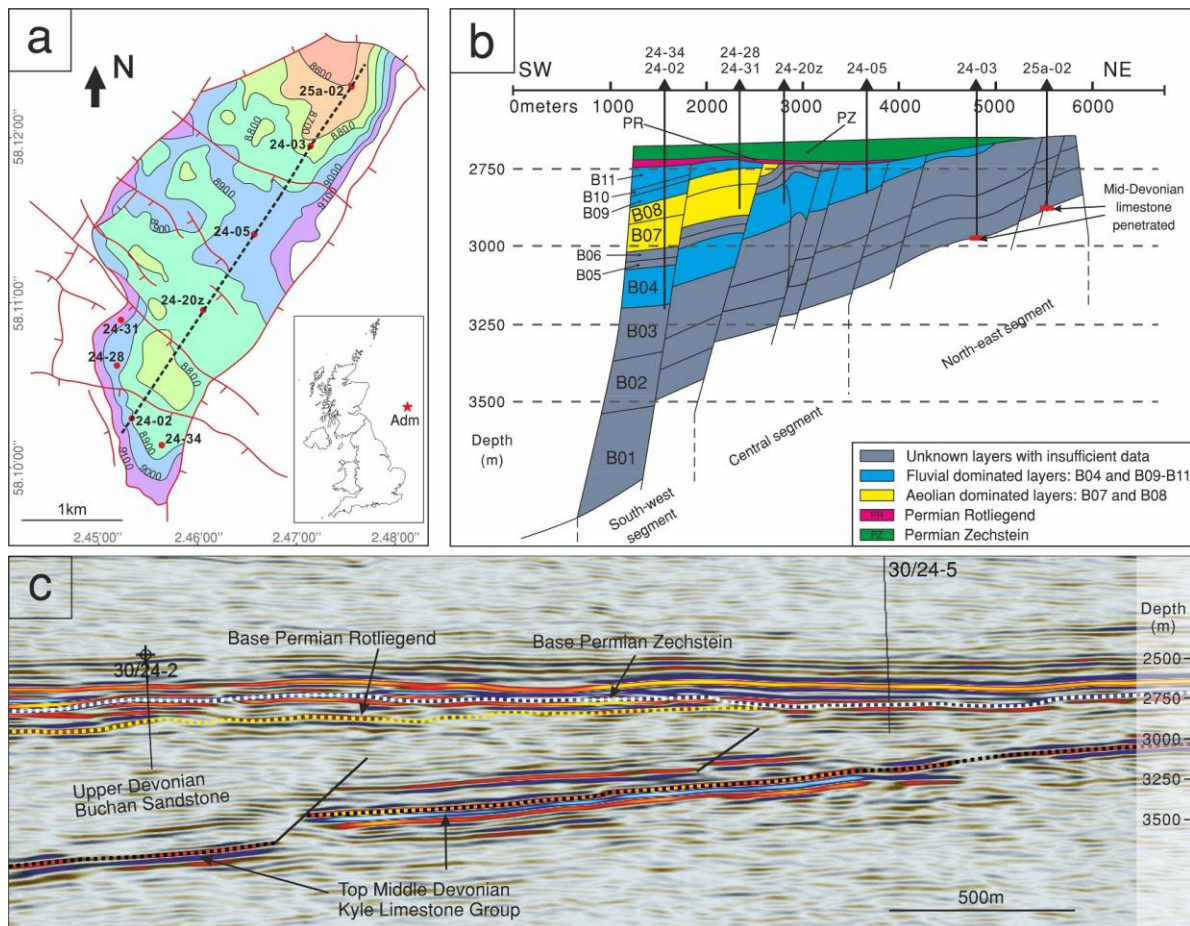 a
N
58.12'00''
58.11'00''
58.10'00''
8600
25a-02
8700
8800
24-03
9000
9100
8900
8900
24-05
24-20z
24-31
24-28
8800
24-02
8900
24-34
9000
9100
Adm
1km
2.45'00''
2.46'00''
2.47'00''
2.48'00''
b
24-34
24-02
24-28
24-31
24-20z
24-05
24-03
25a-02
SW
NE
0meters
1000
2000
3000
4000
5000
6000
PR
PZ
2750
3000
3250
3500
Depth
(m)
B11
B10
B09
B08
B07
B06
B05
B04
B03
B02
B01
Mid-Devonian
limestone
penetrated
North-east segment
Central segment
South-west
segment
Unknown layers with insufficient data
Fluvial dominated layers: B04 and B09-B11
Aeolian dominated layers: B07 and B08
PR
Permian Rotliegend
PZ
Permian Zechstein
c
30/24-5
Depth
(m)
2500
2750
3000
3250
3500
30/24-2
Base Permian Rotliegend
Base Permian Zechstein
Upper Devonian
Buchan Sandstone
Top Middle Devonian
Kyle Limestone Group
500m